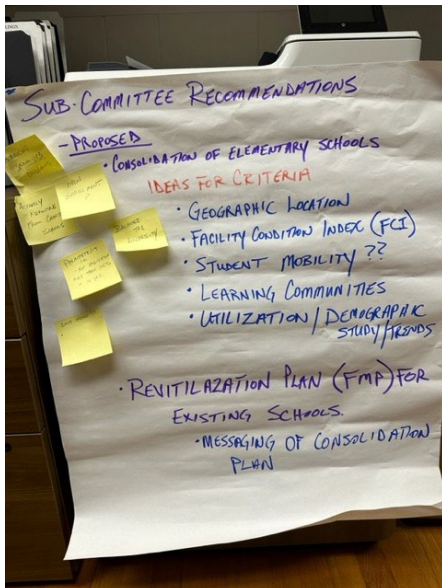 SUB-COMMITTEE RECOMMENDATIONS
- PROPOSED
• CONSOLIDATION OF ELEMENTARY SCHOOLS
IDEAS FOR CRITERIA
• GEOGRAPHIC LOCATION
• FACILITY CONDITION INDEX (FCI)
• STUDENT MOBILITY ??
• LEARNING COMMUNITIES
• UTILIZATION/DEMOGRAPHIC
STUDY/TRENDS
• REVITILAZATION PLAN (FMP) FOR
EXISTING SCHOOLS.
• MESSAGING OF CONSOLIDATION
PLAN